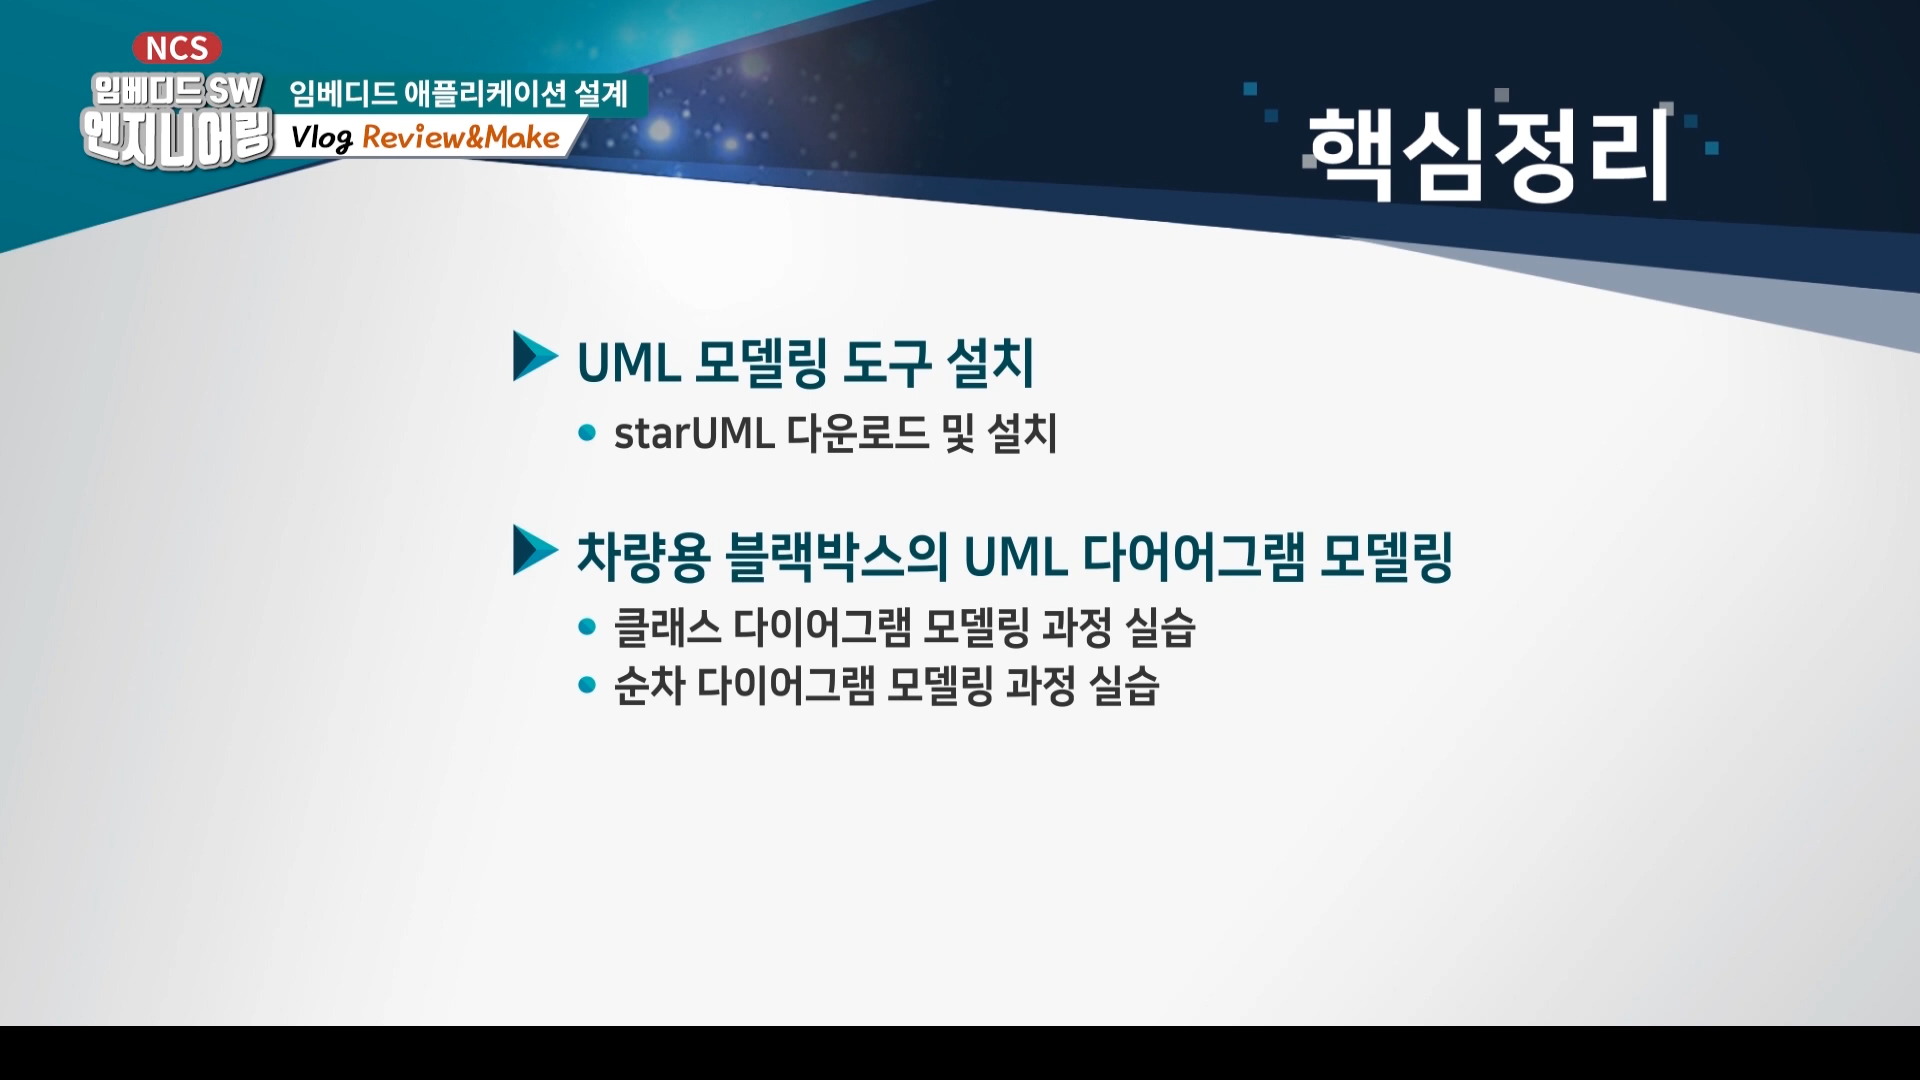 NCS
임베디드 SW
엔지니어링
임베디드 애플리케이션 설계
Vlog Review&Make
핵심정리
UML 모델링 도구 설치
starUML 다운로드 및 설치
차량용 블랙박스의 UML 다어어그램 모델링
클래스 다이어그램 모델링 과정 실습
순차 다이어그램 모델링 과정 실습